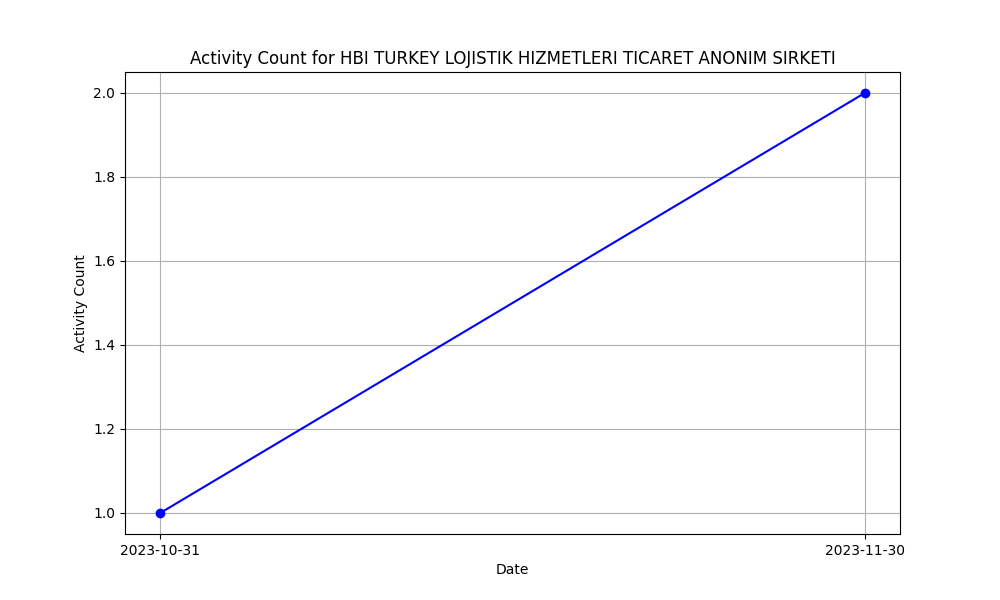 Activity Count for HBI TURKEY LOJISTIK HIZMETLERI TICARET ANONIM SIRKETI
2.0
1.8
1.6
1.4
1.2
1.0
Activity Count
2023-10-31
2023-11-30
Date